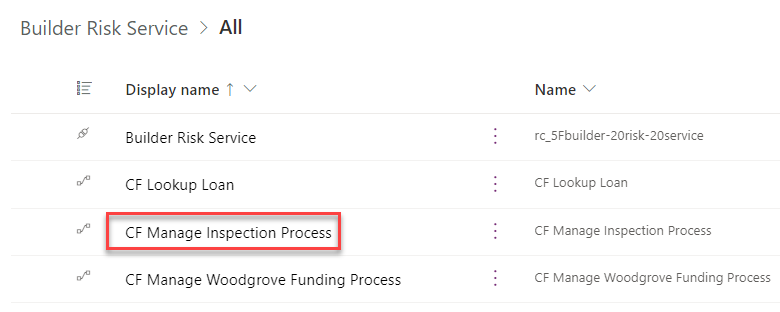 Builder Risk Service > All
Display name ↑ Name
Builder Risk Service rc_5Fbuilder-20risk-20service
CF Lookup Loan CF Lookup Loan
CF Manage Inspection Process CF Manage Inspection Process
CF Manage Woodgrove Funding Process CF Manage Woodgrove Funding Process